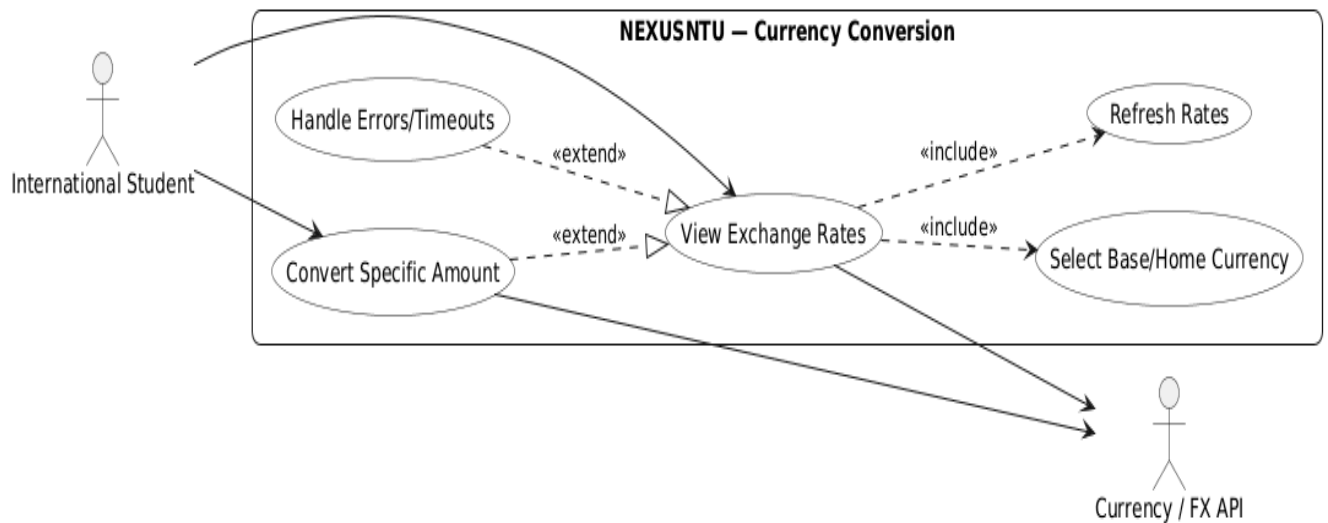 NEXUSNTU — Currency Conversion
International Student
Handle Errors/Timeouts
«extend»
Convert Specific Amount
«extend»
View Exchange Rates
«include»
Refresh Rates
«include»
Select Base/Home Currency
Currency / FX API